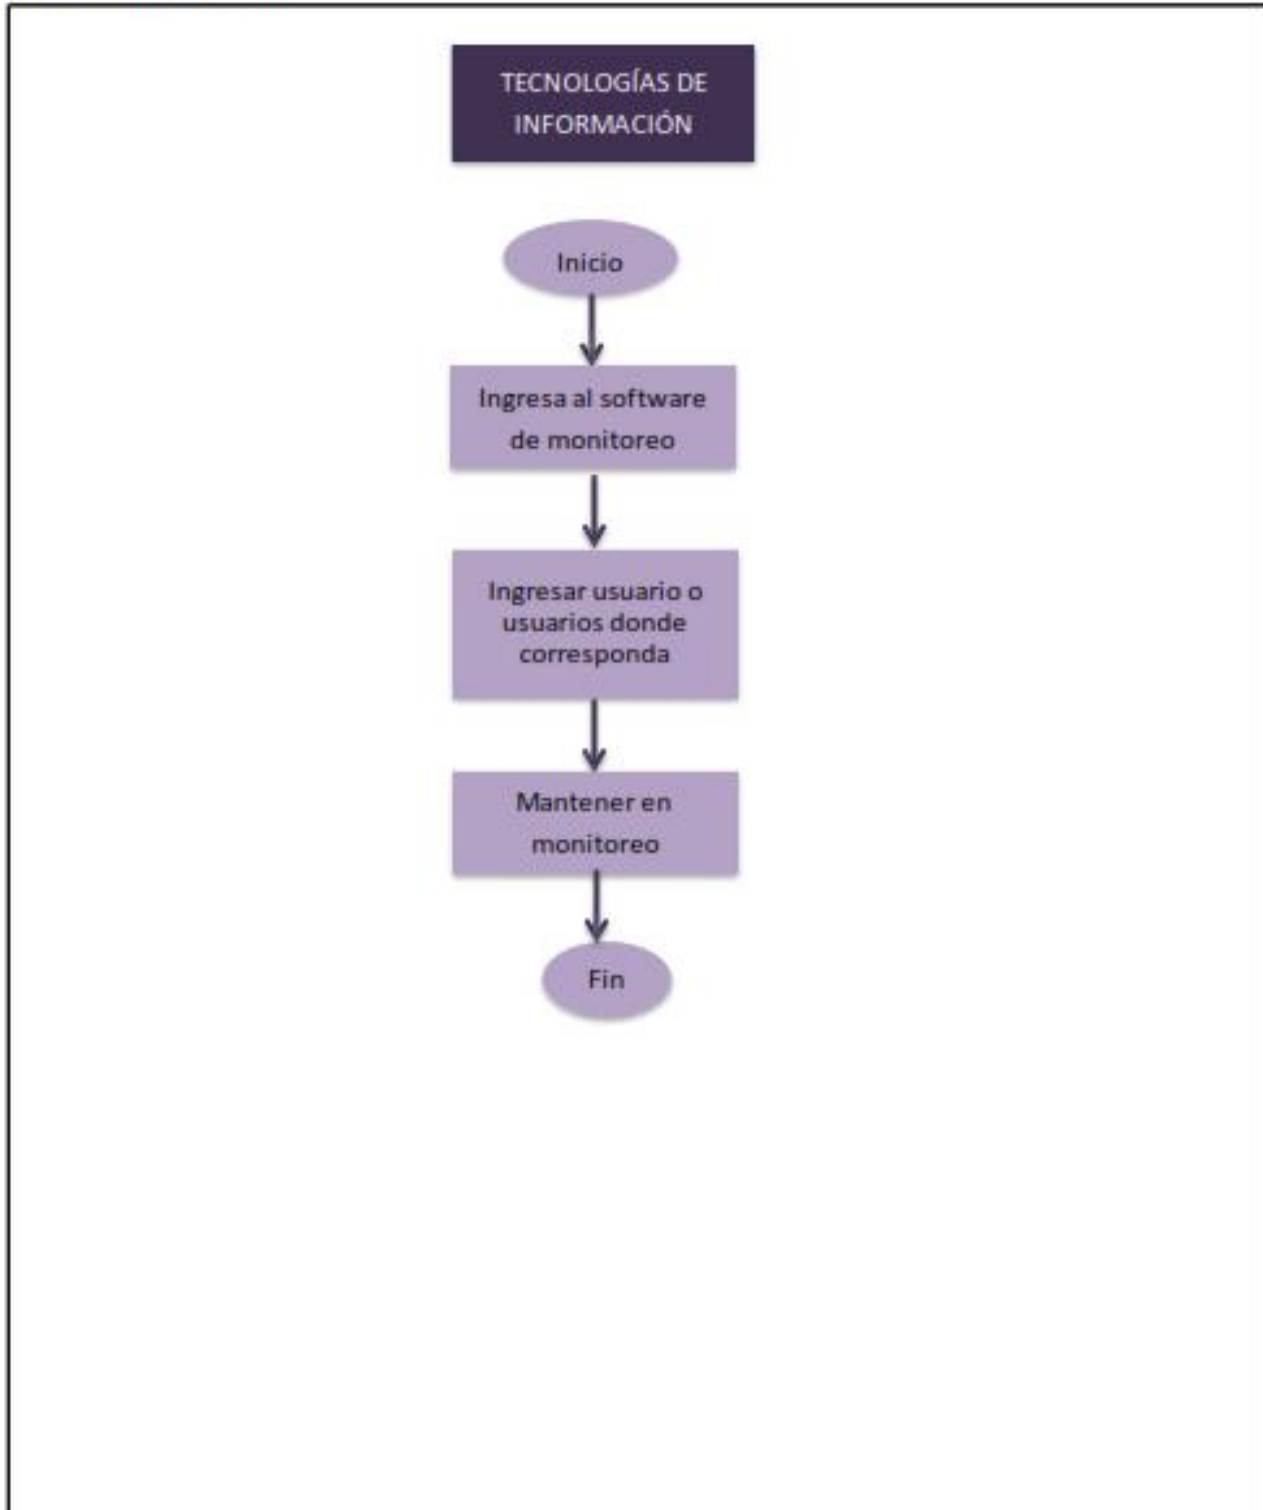 TECNOLOGÍAS DE
INFORMACIÓN
Inicio
Ingresa al software
de monitoreo
Ingresar usuario o
usuarios donde
corresponda
Mantener en
monitoreo
Fin